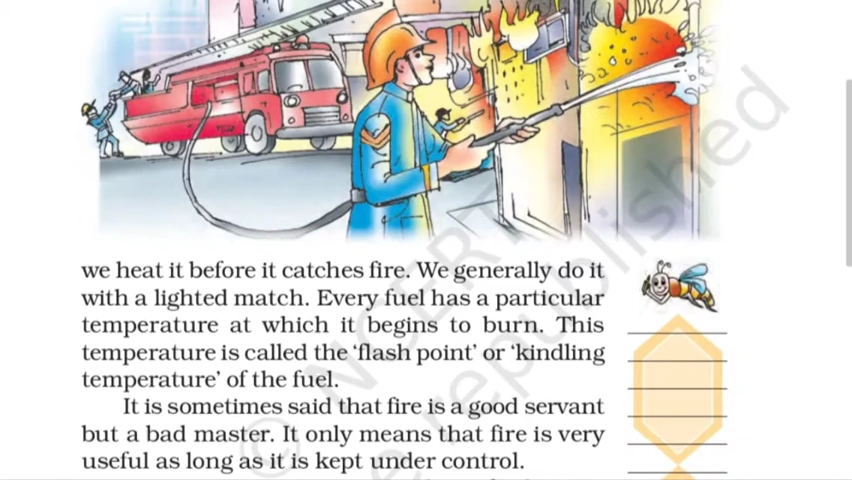 we heat it before it catches fire. We generally do it
with a lighted match. Every fuel has a particular
temperature at which it begins to burn. This
temperature is called the ‘flash point’ or ‘kindling
temperature’ of the fuel.
It is sometimes said that fire is a good servant
but a bad master. It only means that fire is very
useful as long as it is kept under control.
© NCERT
e republished